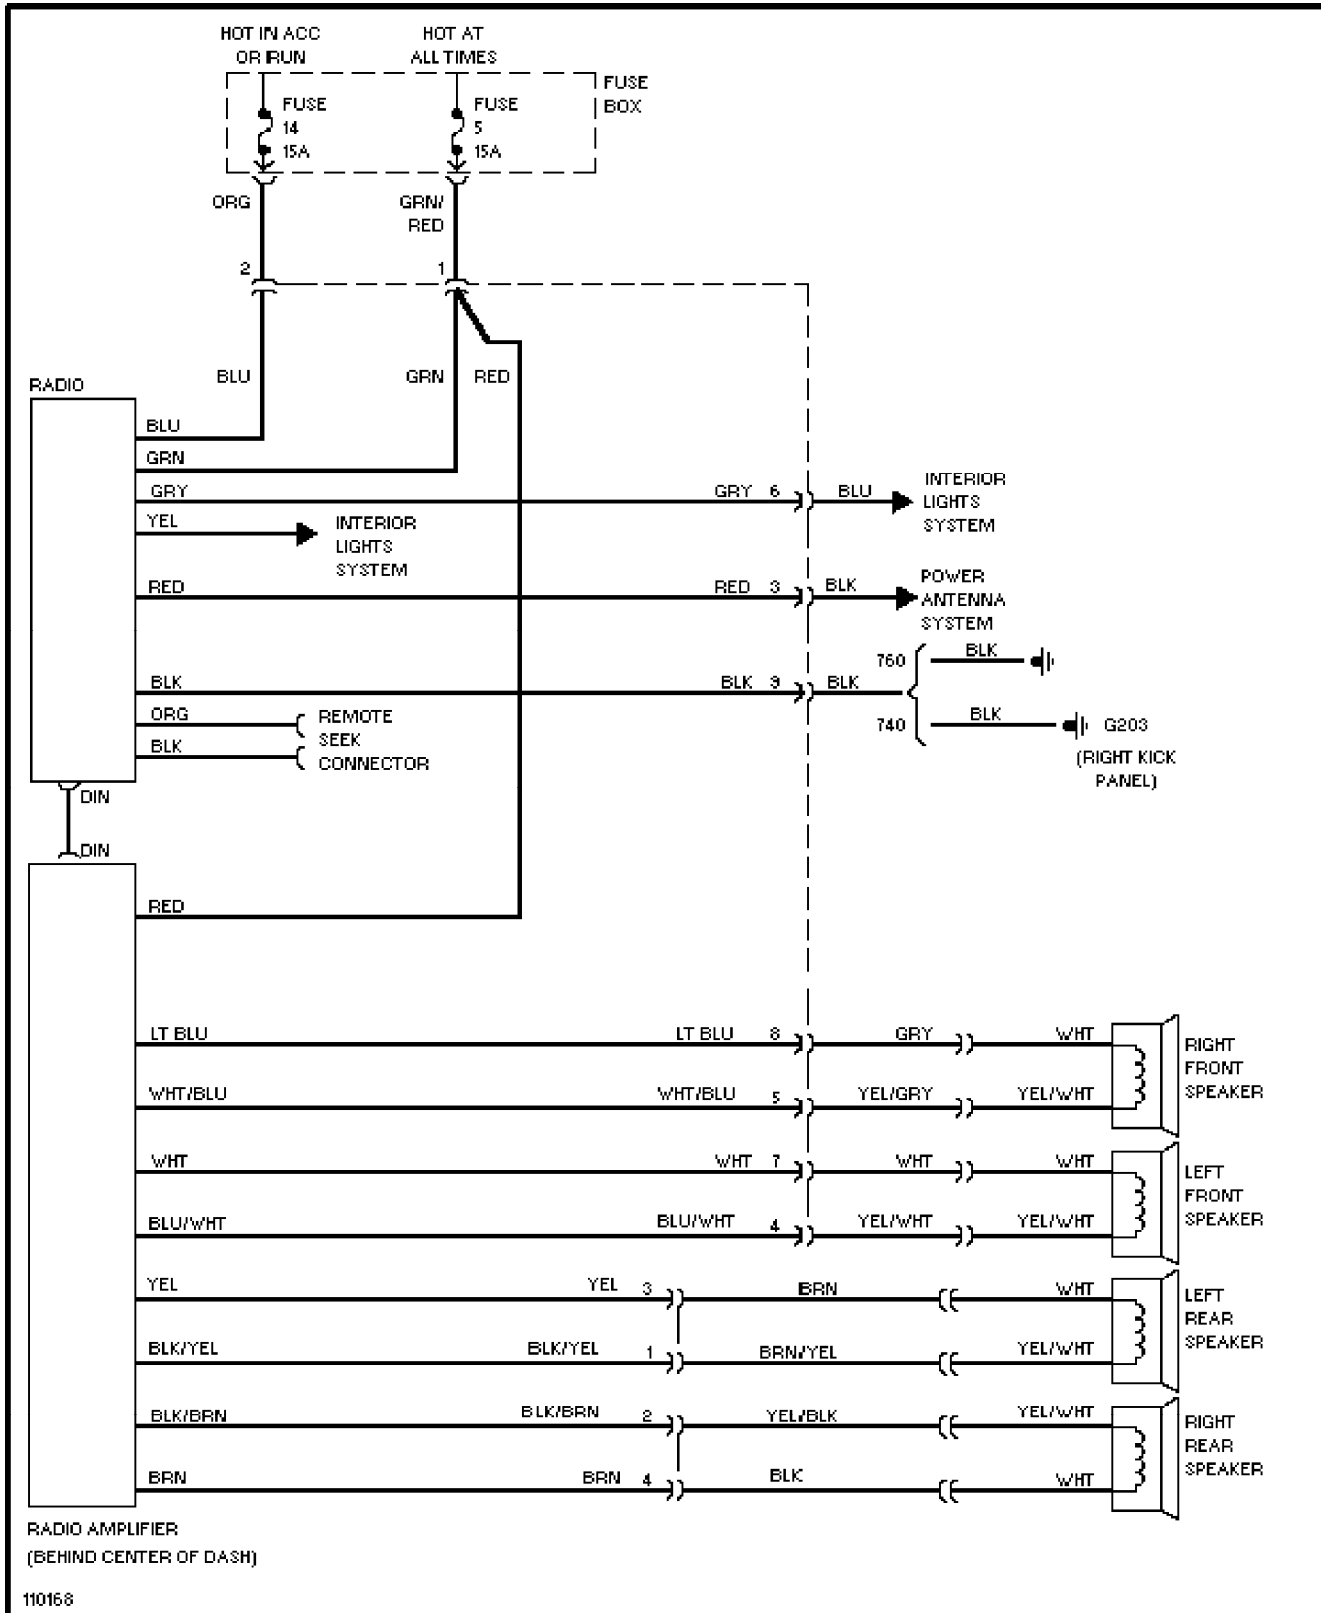 HOT IN ACC
OR RUN
HOT AT
ALL TIMES
FUSE
14
15A
FUSE
5
15A
FUSE
BOX
ORG
GRN/
RED
2
1
BLU
GRN
RED
RADIO
BLU
GRN
GRY
GRY
6
BLU
INTERIOR
LIGHTS
SYSTEM
YEL
INTERIOR
LIGHTS
SYSTEM
RED
RED
3
BLK
POWER
ANTENNA
SYSTEM
BLK
BLK
9
BLK
760
BLK
740
BLK
G203
(RIGHT KICK
PANEL)
ORG
BLK
REMOTE
SEEK
CONNECTOR
DIN
DIN
RED
LT BLU
LT BLU
8
GRY
WHT
WHT/BLU
WHT/BLU
5
YEL/GRY
YEL/WHT
RIGHT
FRONT
SPEAKER
WHT
WHT
7
WHT
WHT
BLU/WHT
BLU/WHT
4
YEL/WHT
YEL/WHT
LEFT
FRONT
SPEAKER
YEL
YEL
3
BRN
WHT
BLK/YEL
BLK/YEL
1
BRN/YEL
YEL/WHT
LEFT
REAR
SPEAKER
BLK/BRN
BLK/BRN
2
YEL/BLK
YEL/WHT
BRN
BRN
4
BLK
WHT
RIGHT
REAR
SPEAKER
RADIO AMPLIFIER
(BEHIND CENTER OF DASH)
110168